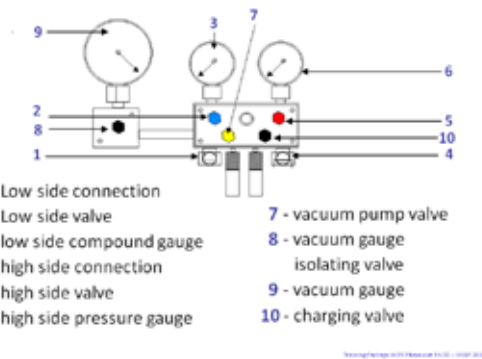 9
3
7
6
2
8
5
10
1
4
Low side connection
Low side valve
low side compound gauge
high side connection
high side valve
high side pressure gauge
7 - vacuum pump valve
8 - vacuum gauge
isolating valve
9 - vacuum gauge
10 - charging valve